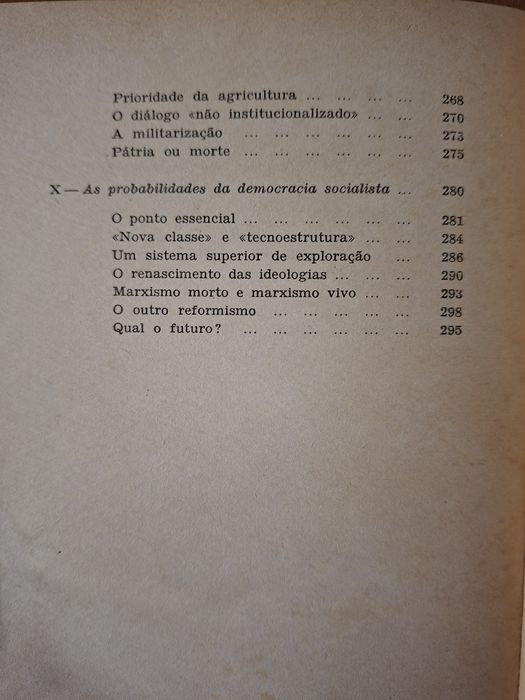 Prioridade da agricultura ... ... ... ... 268
O diálogo «não institucionalizado» ... ... 270
A militarização ... ... ... ... ... 273
Pátria ou morte ... ... ... ... ... 275
X — As probabilidades da democracia socialista ... 280
O ponto essencial ... ... ... ... ... ... 281
«Nova classe» e «tecnoestrutura» ... ... 284
Um sistema superior de exploração ... 286
O renascimento das ideologias ... ... ... 290
Marxismo morto e marxismo vivo ... ... 293
O outro reformismo ... ... ... ... ... 298
Qual o futuro? ... ... ... ... ... 295